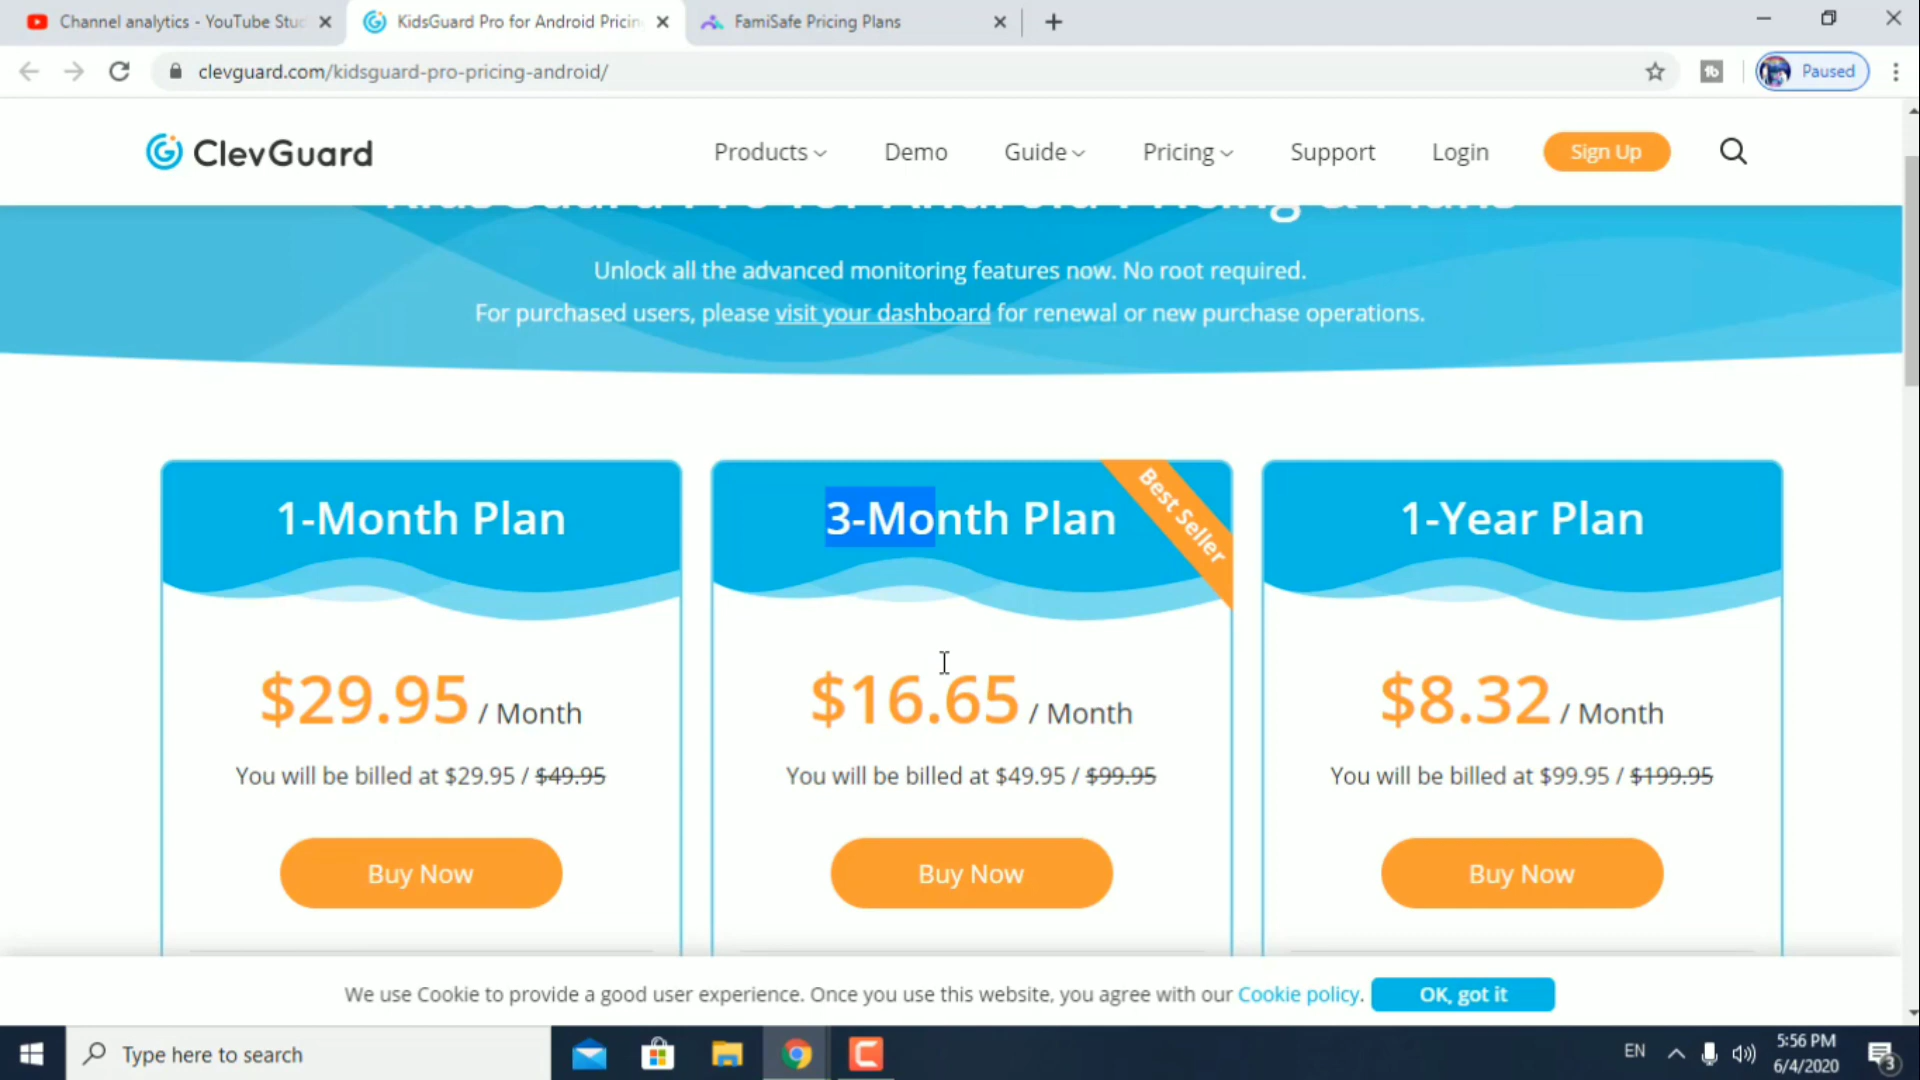 Channel analytics - YouTube Stu
KidsGuard Pro for Android Pricin
FamiSafe Pricing Plans
clevguard.com/kidsguard-pro-pricing-android/
Paused
ClevGuard
Products
Demo
Guide
Pricing
Support
Login
Sign Up
KidsGuard Pro for Android Pricing & Plans
Unlock all the advanced monitoring features now. No root required.
For purchased users, please visit your dashboard for renewal or new purchase operations.
1-Month Plan
$29.95 / Month
You will be billed at $29.95 / $49.95
Buy Now
3-Month Plan
Best Seller
$16.65 / Month
You will be billed at $49.95 / $99.95
Buy Now
1-Year Plan
$8.32 / Month
You will be billed at $99.95 / $199.95
Buy Now
We use Cookie to provide a good user experience. Once you use this website, you agree with our Cookie policy.
OK, got it
Type here to search
EN
5:56 PM
6/4/2020
3